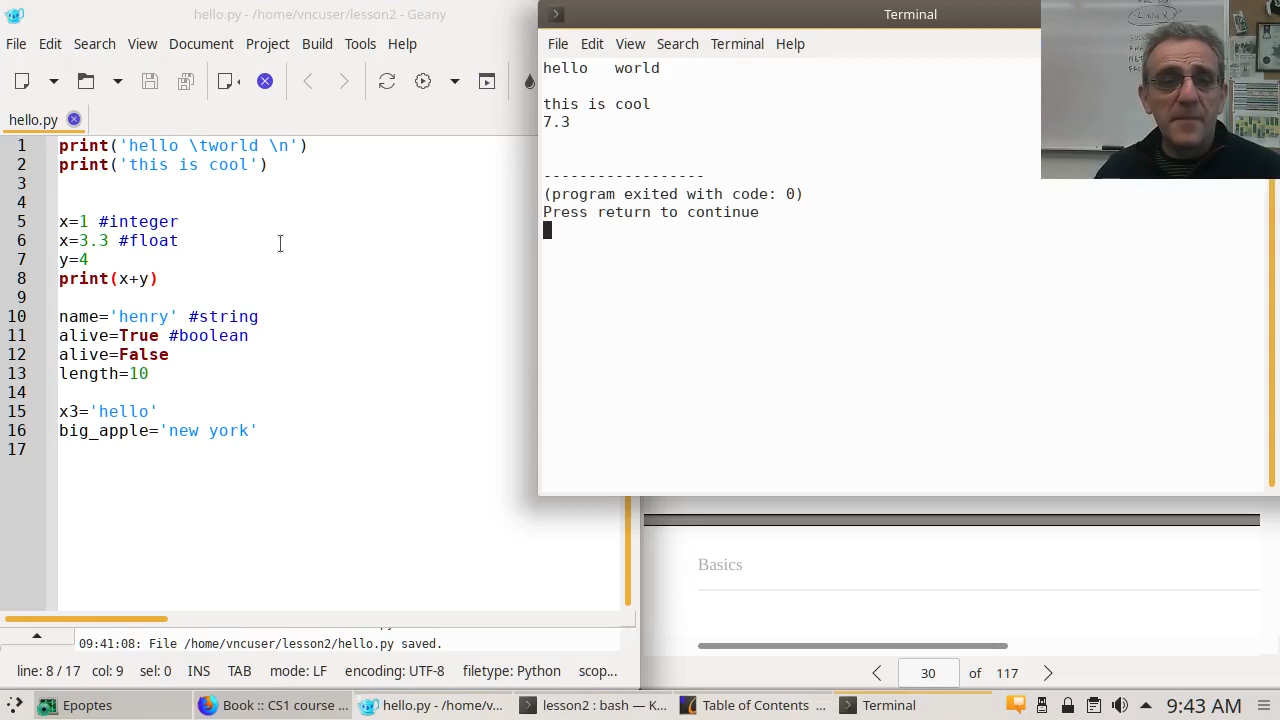 hello.py - /home/vncuser/lesson2 - Geany
File Edit Search View Document Project Build Tools Help
hello.py
1 print('hello \tworld \n')
2 print('this is cool')
3
4
5 x=1 #integer
6 x=3.3 #float
7 y=4
8 print(x+y)
9
10 name='henry' #string
11 alive=True #boolean
12 alive=False
13 length=10
14
15 x3='hello'
16 big_apple='new york'
17
09:41:08: File /home/vncuser/lesson2/hello.py saved.
line: 8 / 17 col: 9 sel: 0 INS TAB mode: LF encoding: UTF-8 filetype: Python scop...
Terminal
File Edit View Search Terminal Help
hello world
this is cool
7.3
------------------
(program exited with code: 0)
Press return to continue
LINUX
Basics
30 of 117
Epoptes
Book :: CS1 course ...
hello.py - /home/v...
lesson2 : bash — K...
Table of Contents ...
Terminal
9:43 AM